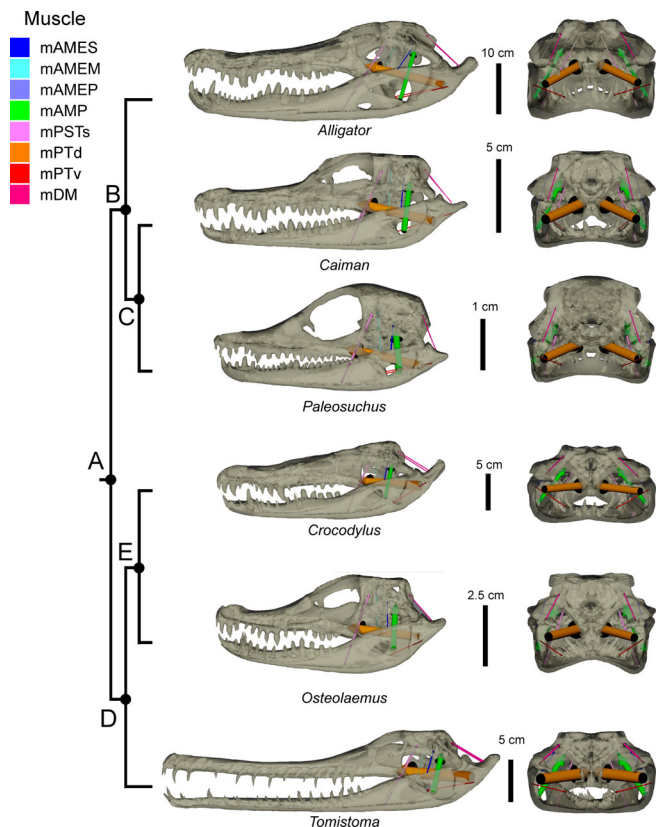 Muscle
mAMES
mAMEM
mAMEP
mAMP
mPSTs
mPTd
mPTv
mDM
10 cm
Alligator
5 cm
B
Caiman
C
1 cm
Paleosuchus
A
5 cm
Crocodylus
E
2.5 cm
Osteolaemus
D
5 cm
Tomistoma